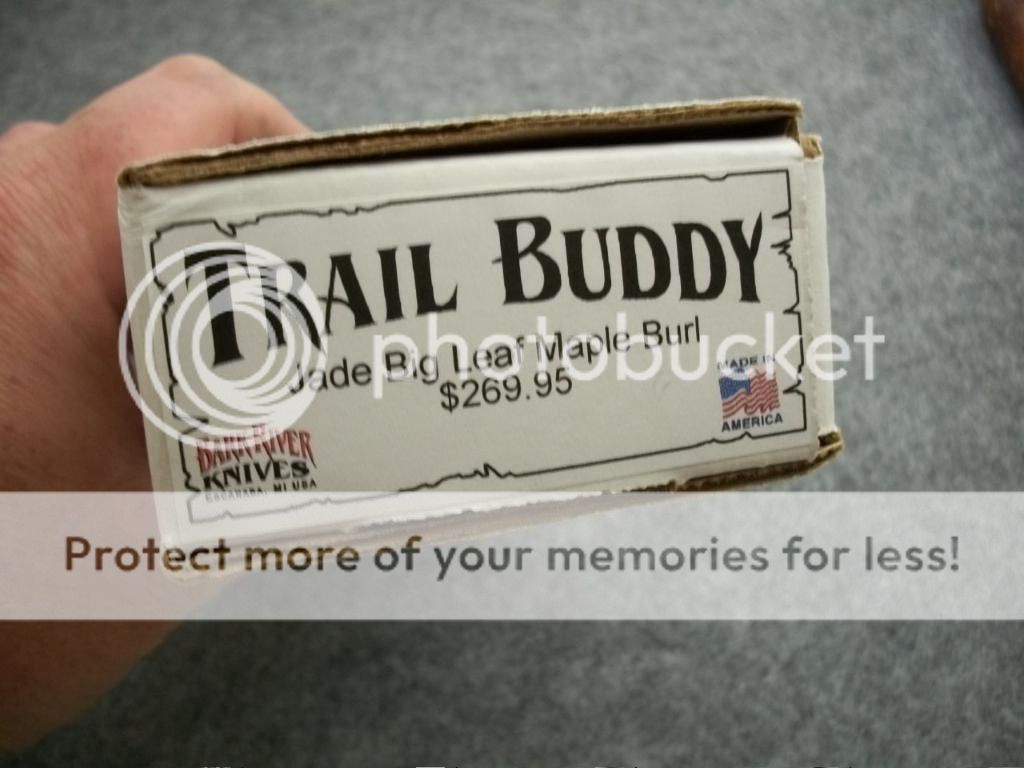 TRAIL BUDDY
Jade Big Leaf Maple Burl
$269.95
MADE IN
AMERICA
BARK RIVER
KNIVES
ESCANABA, MI USA
photobucket
Protect more of your memories for less!